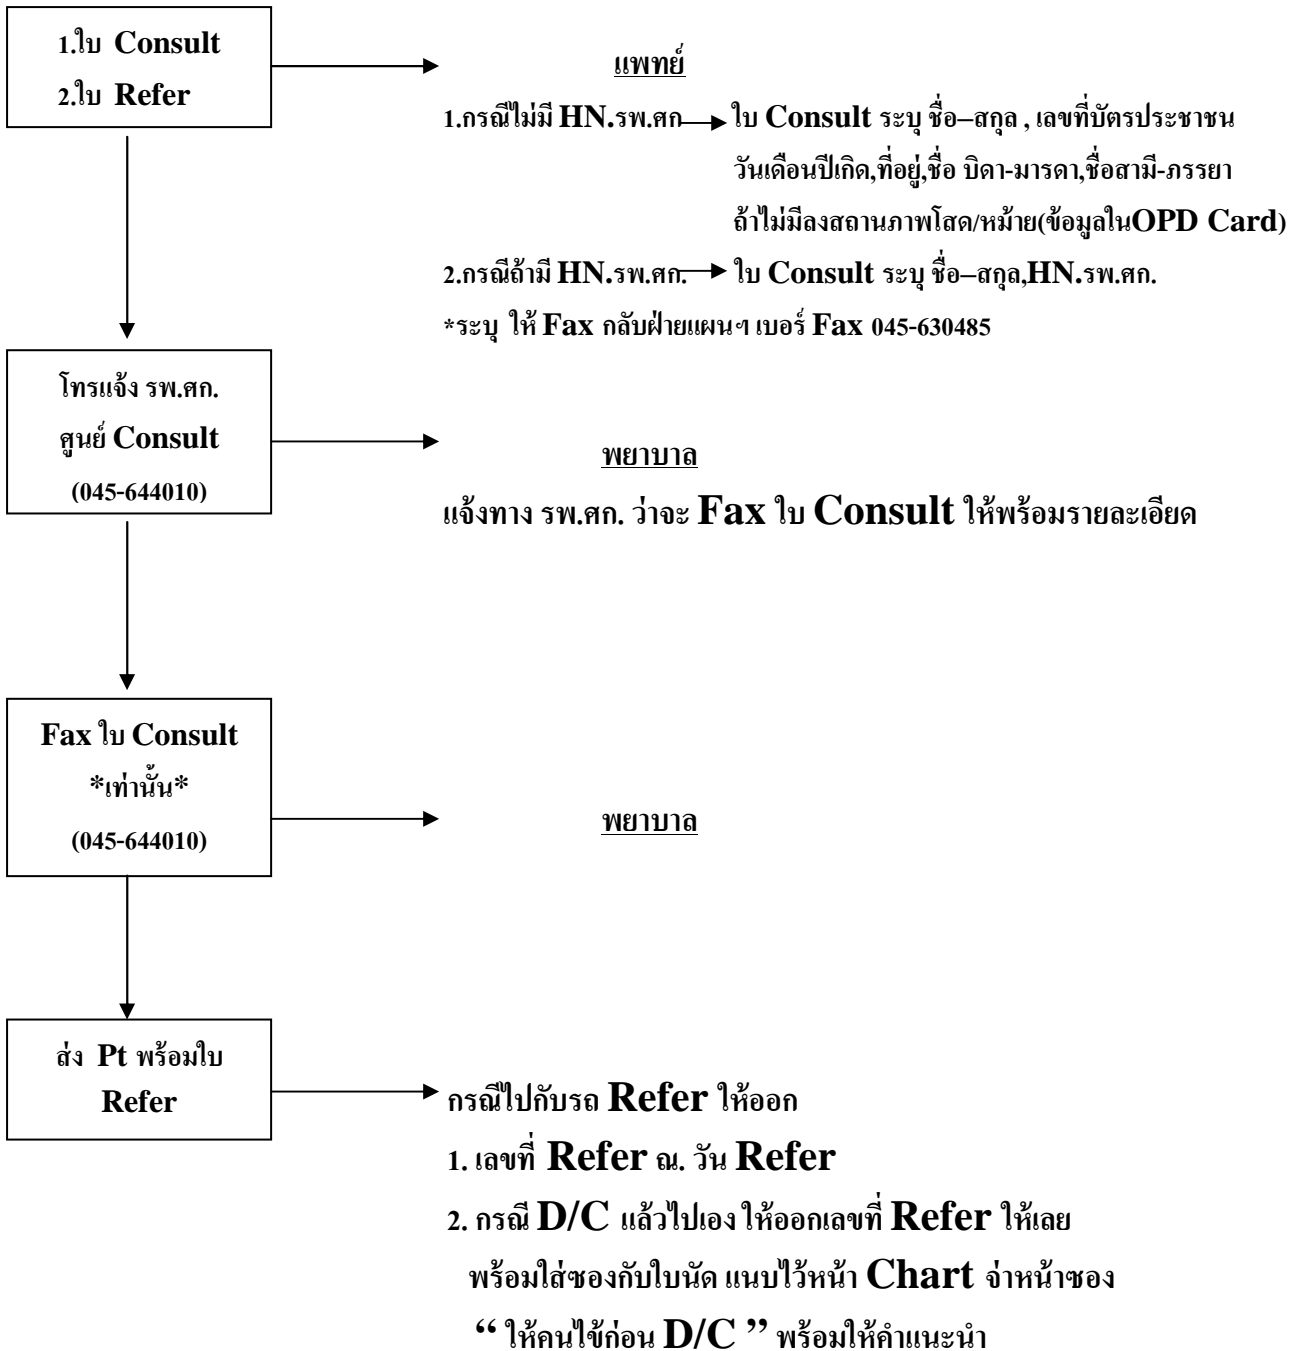 1.ใบ Consult
2.ใบ Refer
แพทย์
1.กรณีไม่มี HN.รพ.ศก ใบ Consult ระบุ ชื่อ–สกุล , เลขที่บัตรประชาชน
วันเดือนปีเกิด,ที่อยู่,ชื่อ บิดา-มารดา,ชื่อสามี-ภรรยา
ถ้าไม่มีลงสถานภาพโสด/หม้าย(ข้อมูลในOPD Card)
2.กรณีถ้ามี HN.รพ.ศก. ใบ Consult ระบุ ชื่อ–สกุล,HN.รพ.ศก.
*ระบุ ให้ Fax กลับฝ่ายแผนฯ เบอร์ Fax 045-630485
โทรแจ้ง รพ.ศก.
ศูนย์ Consult
(045-644010)
พยาบาล
แจ้งทาง รพ.ศก. ว่าจะ Fax ใบ Consult ให้พร้อมรายละเอียด
Fax ใบ Consult
*เท่านั้น*
(045-644010)
พยาบาล
ส่ง Pt พร้อมใบ
Refer
กรณีไปกับรถ Refer ให้ออก
1. เลขที่ Refer ณ. วัน Refer
2. กรณี D/C แล้วไปเอง ให้ออกเลขที่ Refer ให้เลย
พร้อมใส่ซองกับใบนัด แนบไว้หน้า Chart จ่าหน้าซอง
“ ให้คนไข้ก่อน D/C ” พร้อมให้คำแนะนำ